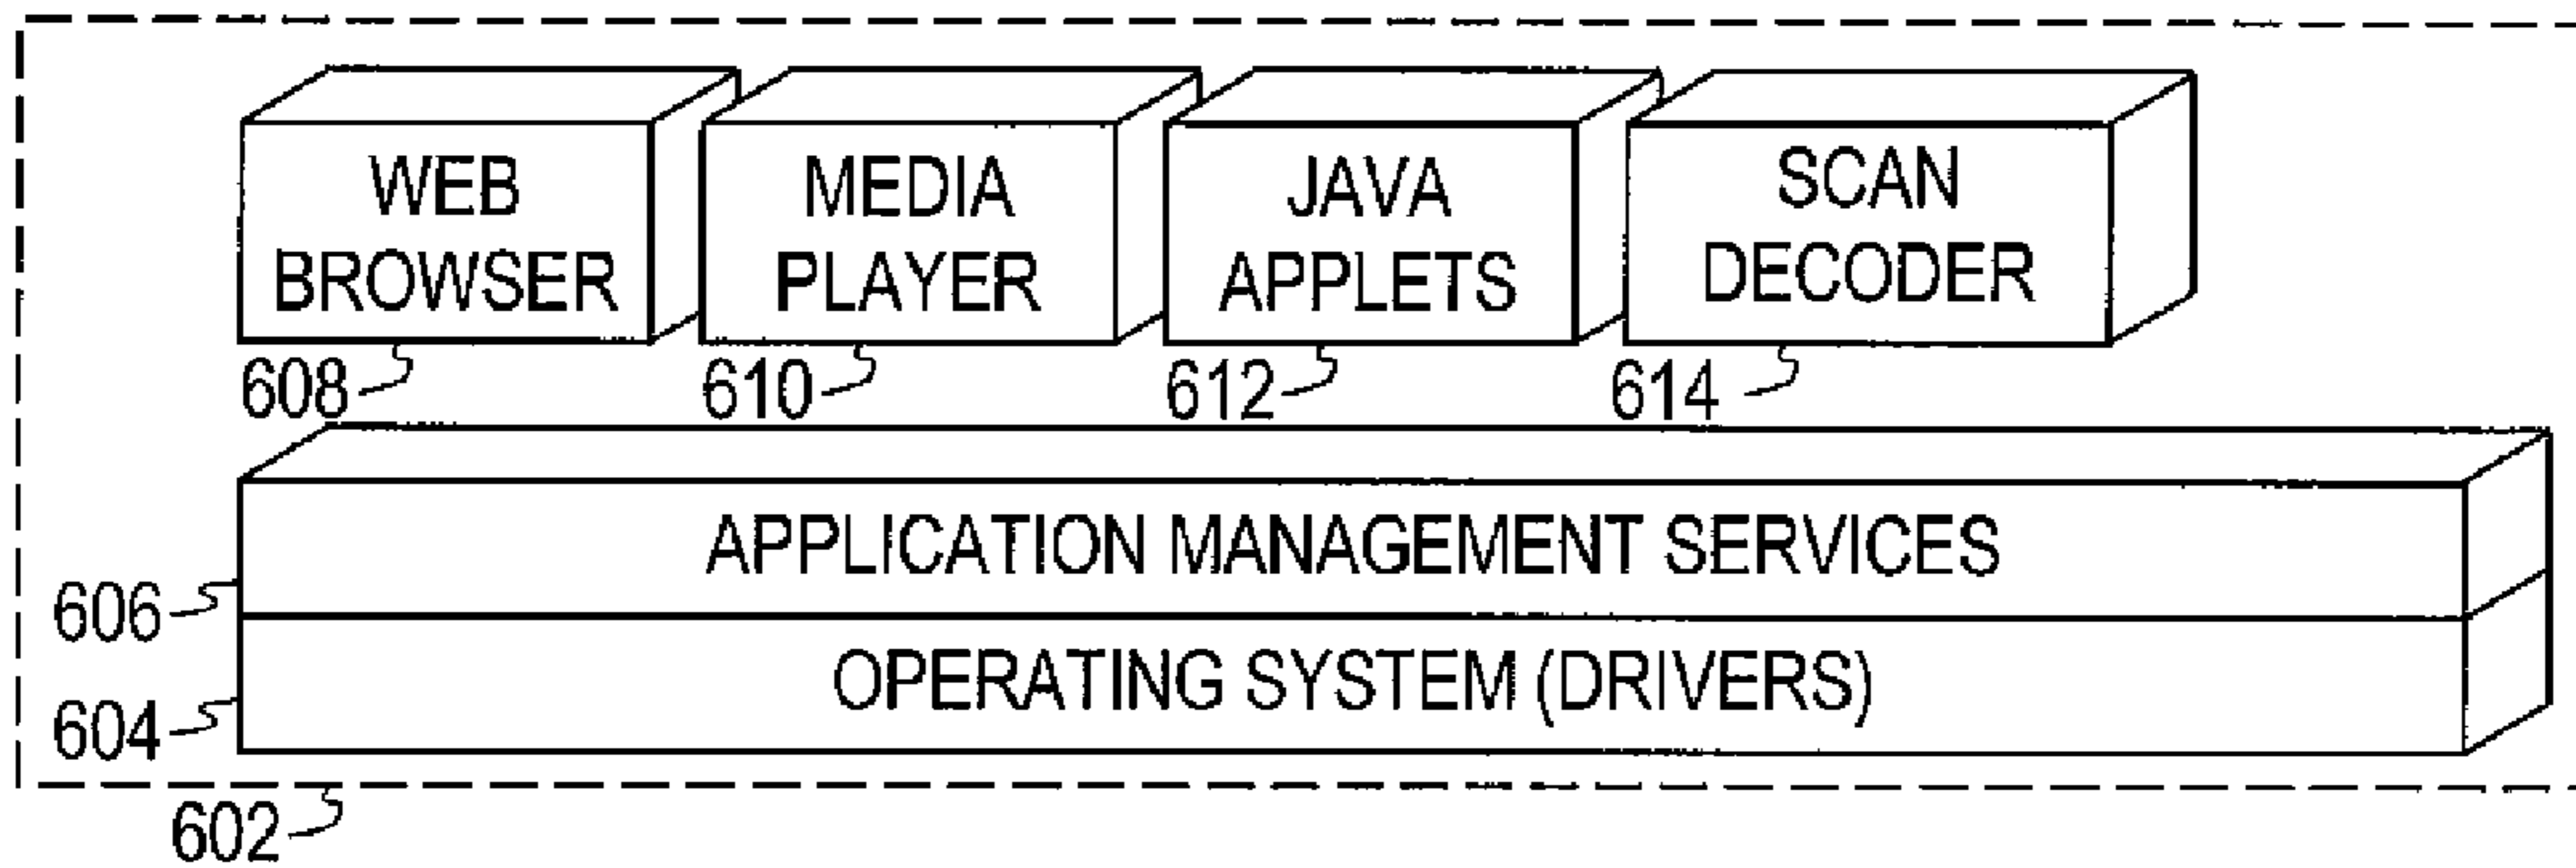 WEB
BROWSER
608
MEDIA
PLAYER
610
JAVA
APPLETS
612
SCAN
DECODER
614
APPLICATION MANAGEMENT SERVICES
606
OPERATING SYSTEM (DRIVERS)
604
602